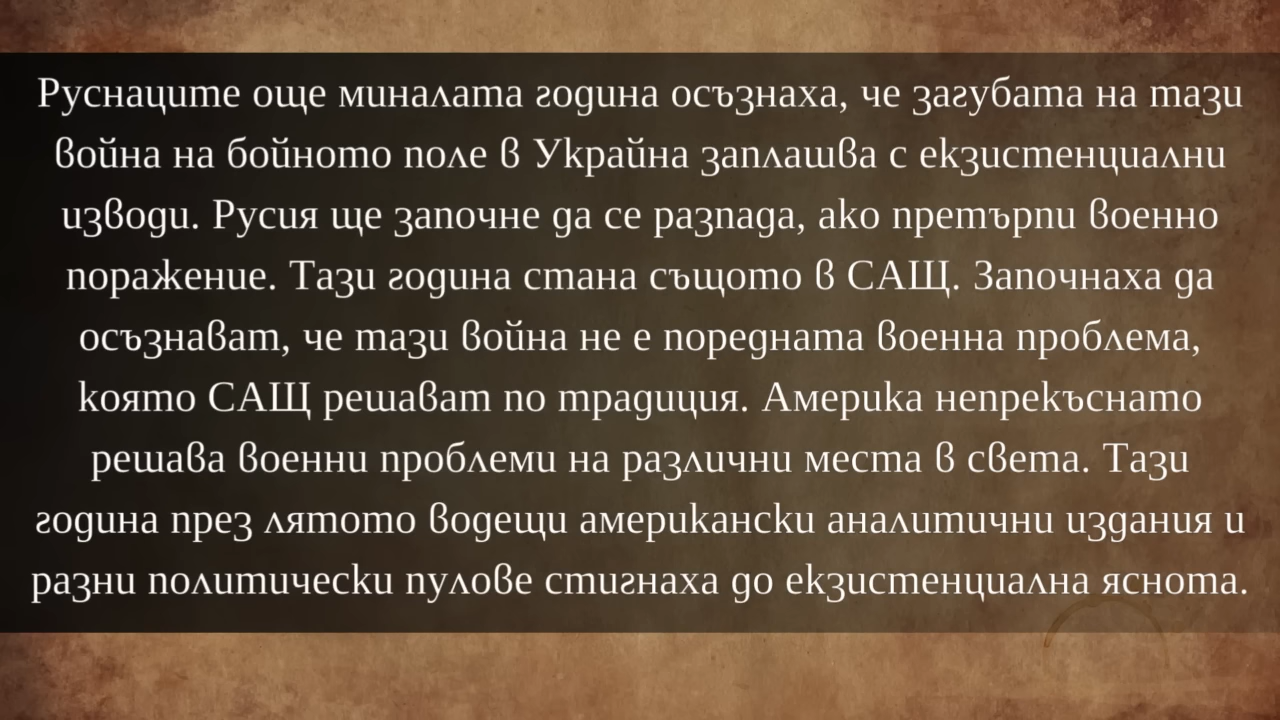 Руснаците още миналата година осъзнаха, че загубата на тази
война на бойното поле в Украйна заплашва с екзистенциални
изводи. Русия ще започне да се разпада, ако претърпи военно
поражение. Тази година стана същото в САЩ. Започнаха да
осъзнават, че тази война не е поредната военна проблема,
която САЩ решават по традиция. Америка непрекъснато
решава военни проблеми на различни места в света. Тази
година през лятото водещи американски аналитични издания и
разни политически пулове стигнаха до екзистенциална яснота.